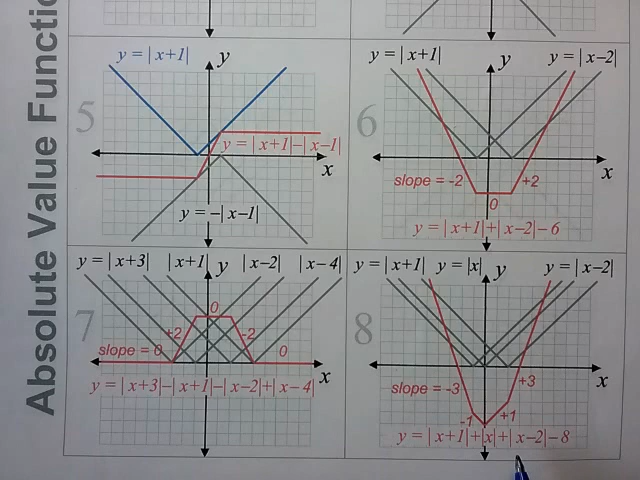 Absolute Value Functio
5
y = | x+1|
y
y = | x+1|−| x−1|
x
y = −| x−1|
6
y = | x+1|
y
y = | x−2|
x
slope = -2
+2
0
y = | x+1|+| x−2|− 6
7
y = | x+3|
| x+1|
y
| x−2|
| x−4|
0
+2
-2
slope = 0
0
x
y = | x+3|−| x+1|−| x−2|+| x−4|
8
y = | x+1|
y = |x|
y
y = | x−2|
x
slope = -3
+3
-1
+1
y = | x+1|+|x|+| x−2|− 8